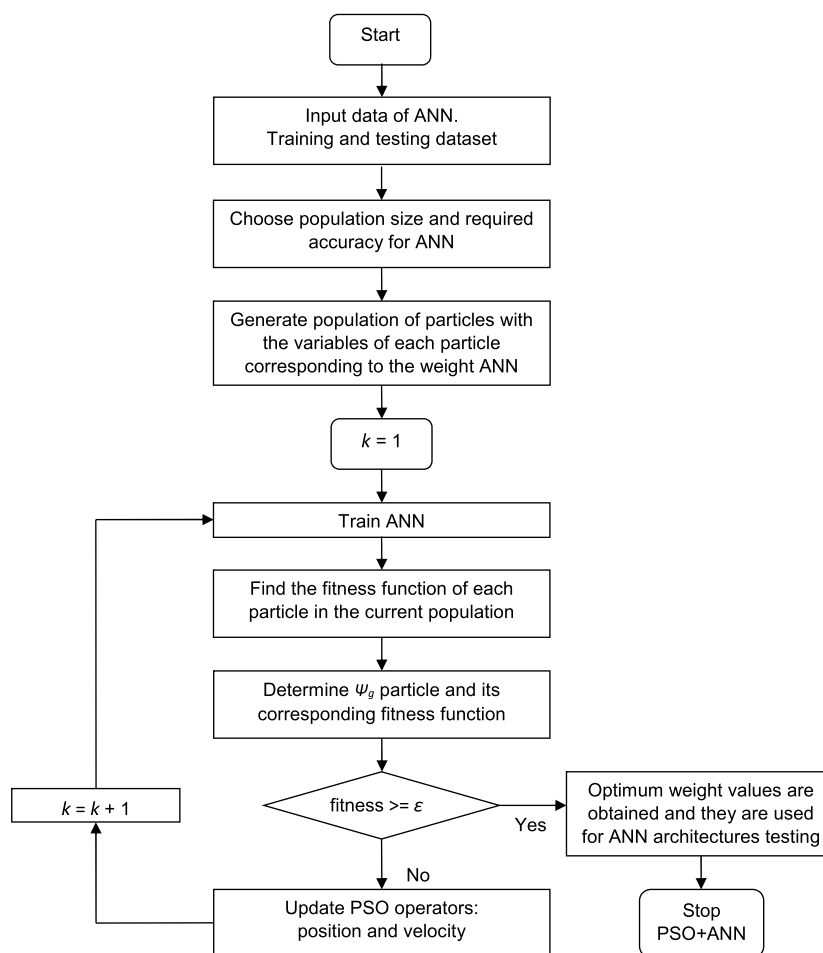 Start
Input data of ANN.
Training and testing dataset
Choose population size and required
accuracy for ANN
Generate population of particles with
the variables of each particle
corresponding to the weight ANN
k = 1
Train ANN
Find the fitness function of each
particle in the current population
Determine Ψg particle and its
corresponding fitness function
fitness >= ε
Yes
Optimum weight values are
obtained and they are used
for ANN architectures testing
k = k + 1
No
Update PSO operators:
position and velocity
Stop
PSO+ANN